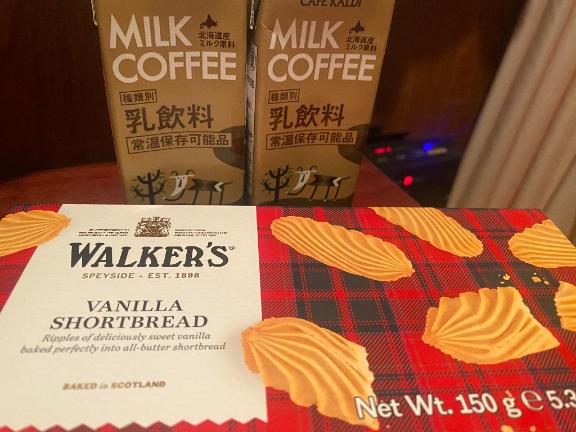 MILK
COFFEE
北海道産
ミルク原料
種類別
乳飲料
常温保存可能品
CAFÉ KALDI
MILK
COFFEE
北海道産
ミルク原料
種類別
乳飲料
常温保存可能品
WALKER'S
SPEYSIDE - EST. 1898
VANILLA
SHORTBREAD
Ripples of deliciously sweet vanilla
baked perfectly into all-butter shortbread
BAKED in SCOTLAND
Net Wt. 150 g e 5.3